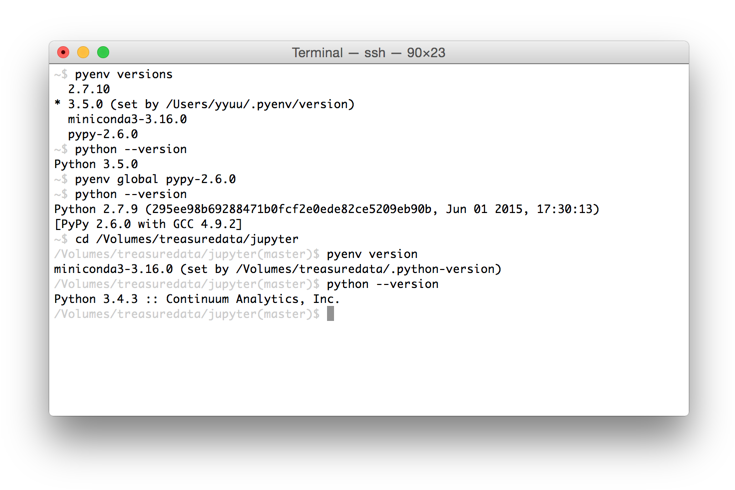 Terminal — ssh — 90×23
~$ pyenv versions
  2.7.10
* 3.5.0 (set by /Users/yyuu/.pyenv/version)
  miniconda3-3.16.0
  pypy-2.6.0
~$ python --version
Python 3.5.0
~$ pyenv global pypy-2.6.0
~$ python --version
Python 2.7.9 (295ee98b69288471b0fcf2e0ede82ce5209eb90b, Jun 01 2015, 17:30:13)
[PyPy 2.6.0 with GCC 4.9.2]
~$ cd /Volumes/treasuredata/jupyter
/Volumes/treasuredata/jupyter(master)$ pyenv version
miniconda3-3.16.0 (set by /Volumes/treasuredata/.python-version)
/Volumes/treasuredata/jupyter(master)$ python --version
Python 3.4.3 :: Continuum Analytics, Inc.
/Volumes/treasuredata/jupyter(master)$